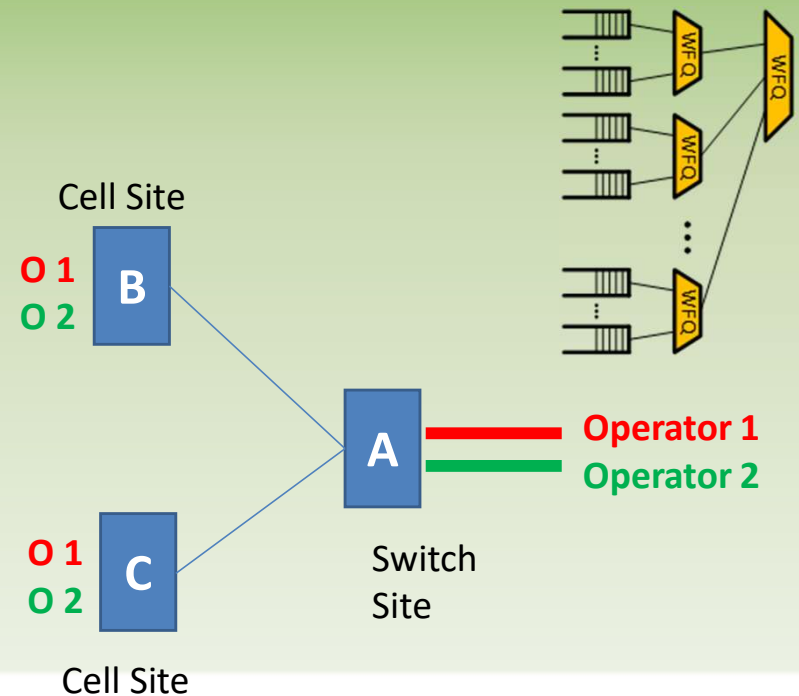 WFQ
WFQ
WFQ
WFQ
Cell Site
O 1
O 2
B
A
Operator 1
Operator 2
O 1
O 2
C
Switch
Site
Cell Site